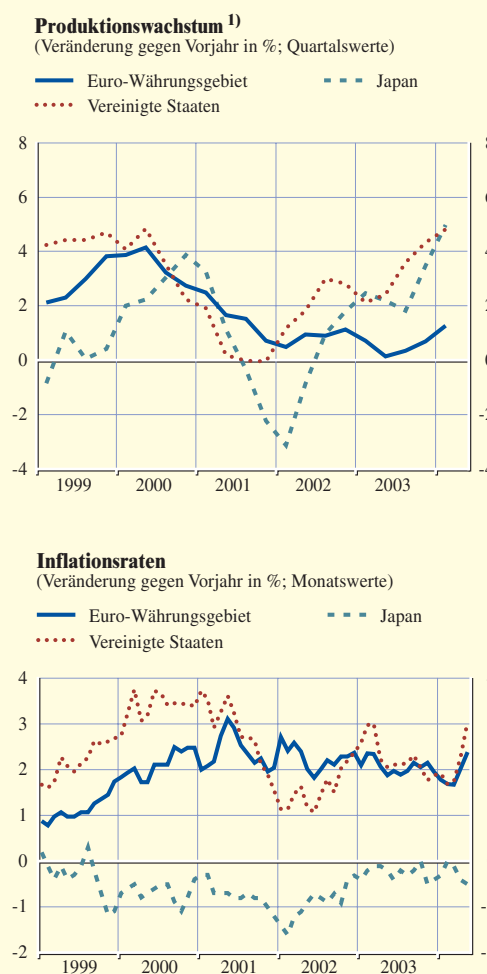 Produktionswachstum 1)
(Veränderung gegen Vorjahr in %; Quartalswerte)
Euro-Währungsgebiet Japan
Vereinigte Staaten
8
6
4
2
0
-2
-4
1999 2000 2001 2002 2003
Inflationsraten
(Veränderung gegen Vorjahr in %; Monatswerte)
Euro-Währungsgebiet Japan
Vereinigte Staaten
4
3
2
1
0
-1
-2
1999 2000 2001 2002 2003